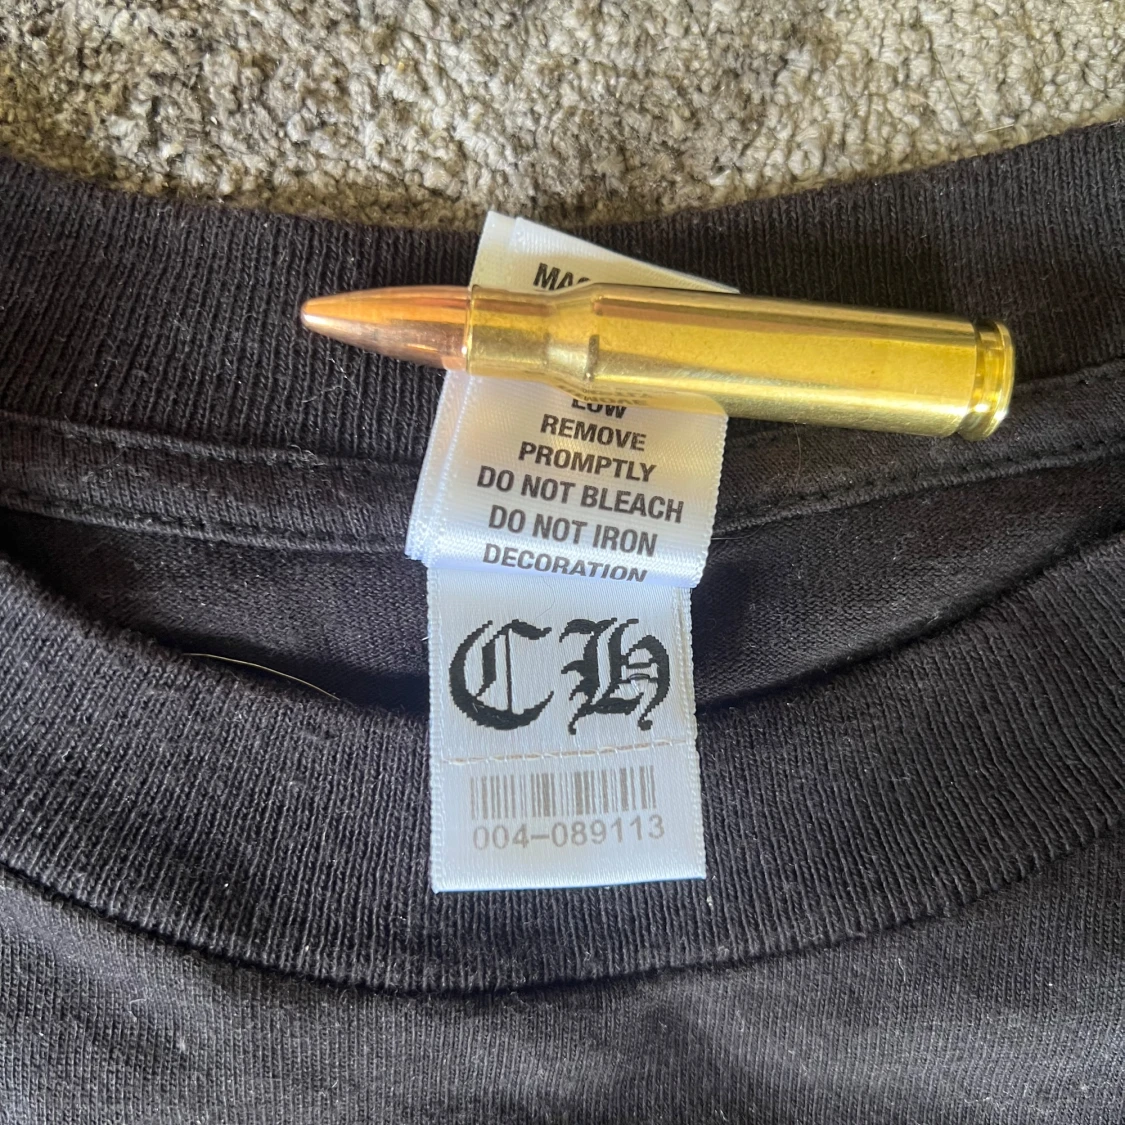 LOW
REMOVE
PROMPTLY
DO NOT BLEACH
DO NOT IRON
DECORATION
CH
004-089113